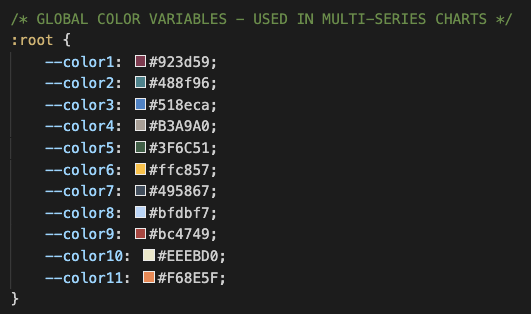 /* GLOBAL COLOR VARIABLES - USED IN MULTI-SERIES CHARTS */
:root {
--color1: #923d59;
--color2: #488f96;
--color3: #518eca;
--color4: #B3A9A0;
--color5: #3F6C51;
--color6: #ffc857;
--color7: #495867;
--color8: #bfdbf7;
--color9: #bc4749;
--color10: #EEEBD0;
--color11: #F68E5F;
}